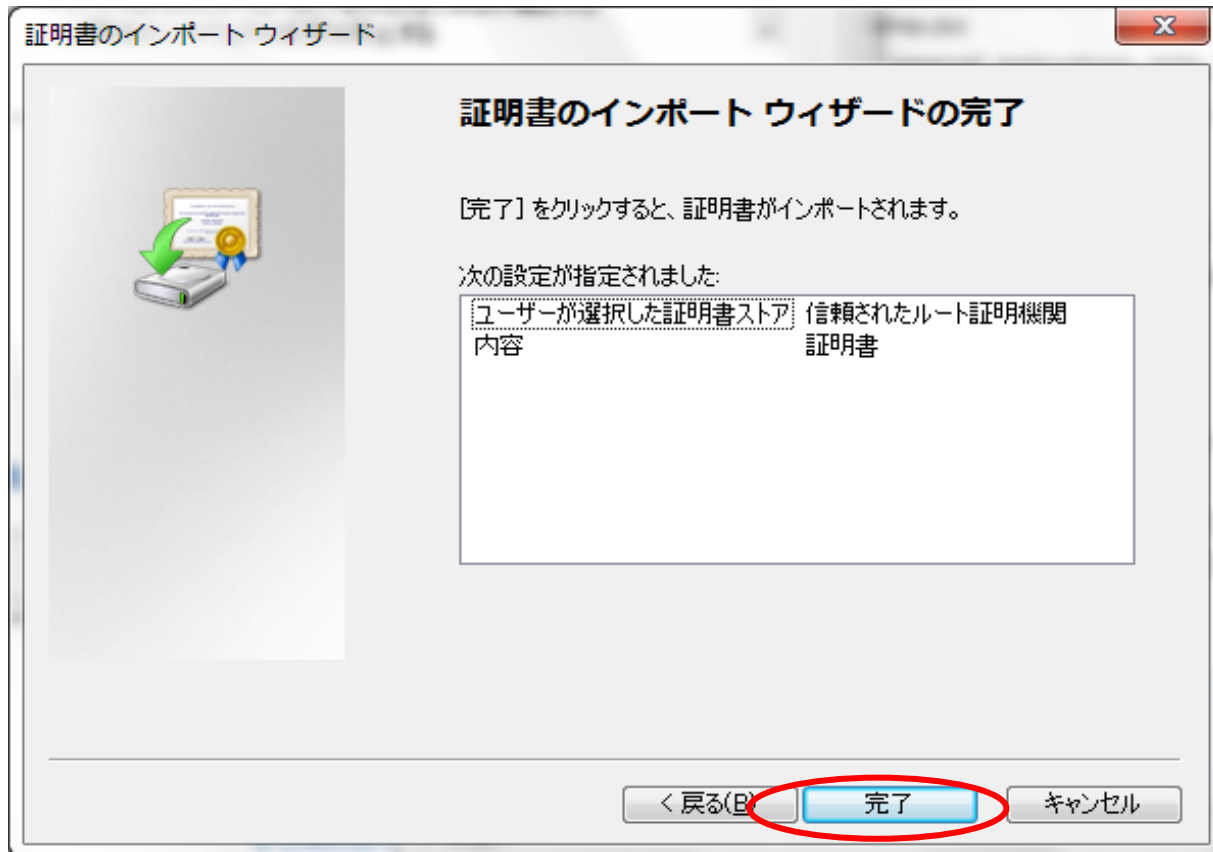 証明書のインポート ウィザード
証明書のインポート ウィザードの完了
[完了] をクリックすると、証明書がインポートされます。
次の設定が指定されました:
ユーザーが選択した証明書ストア 信頼されたルート証明機関
内容 証明書
< 戻る(B) 完了 キャンセル